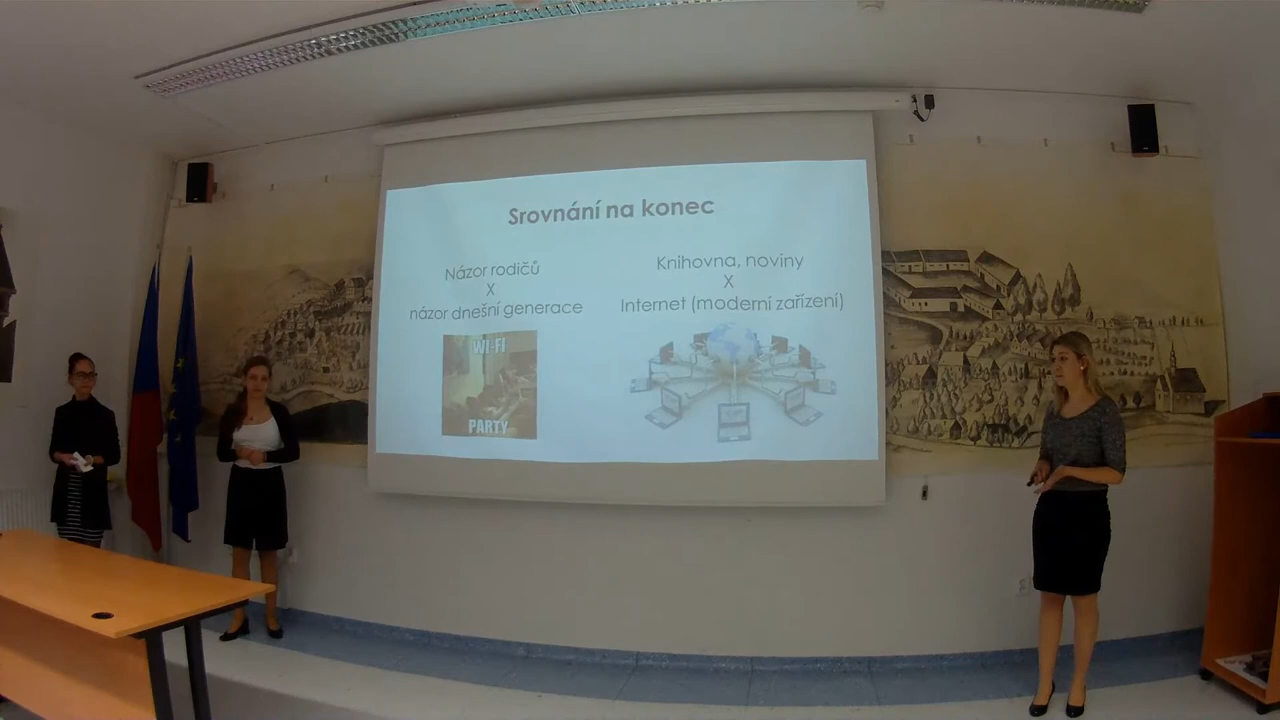 Srovnání na konec
Názor rodičů
X
názor dnešní generace
WI-FI
PARTY
Knihovna, noviny
X
Internet (moderní zařízení)